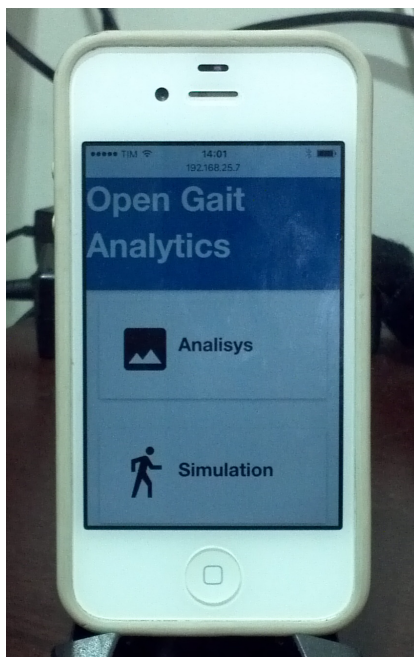 TIM 14:01
192.168.25.7
Open Gait
Analytics
Analisys
Simulation